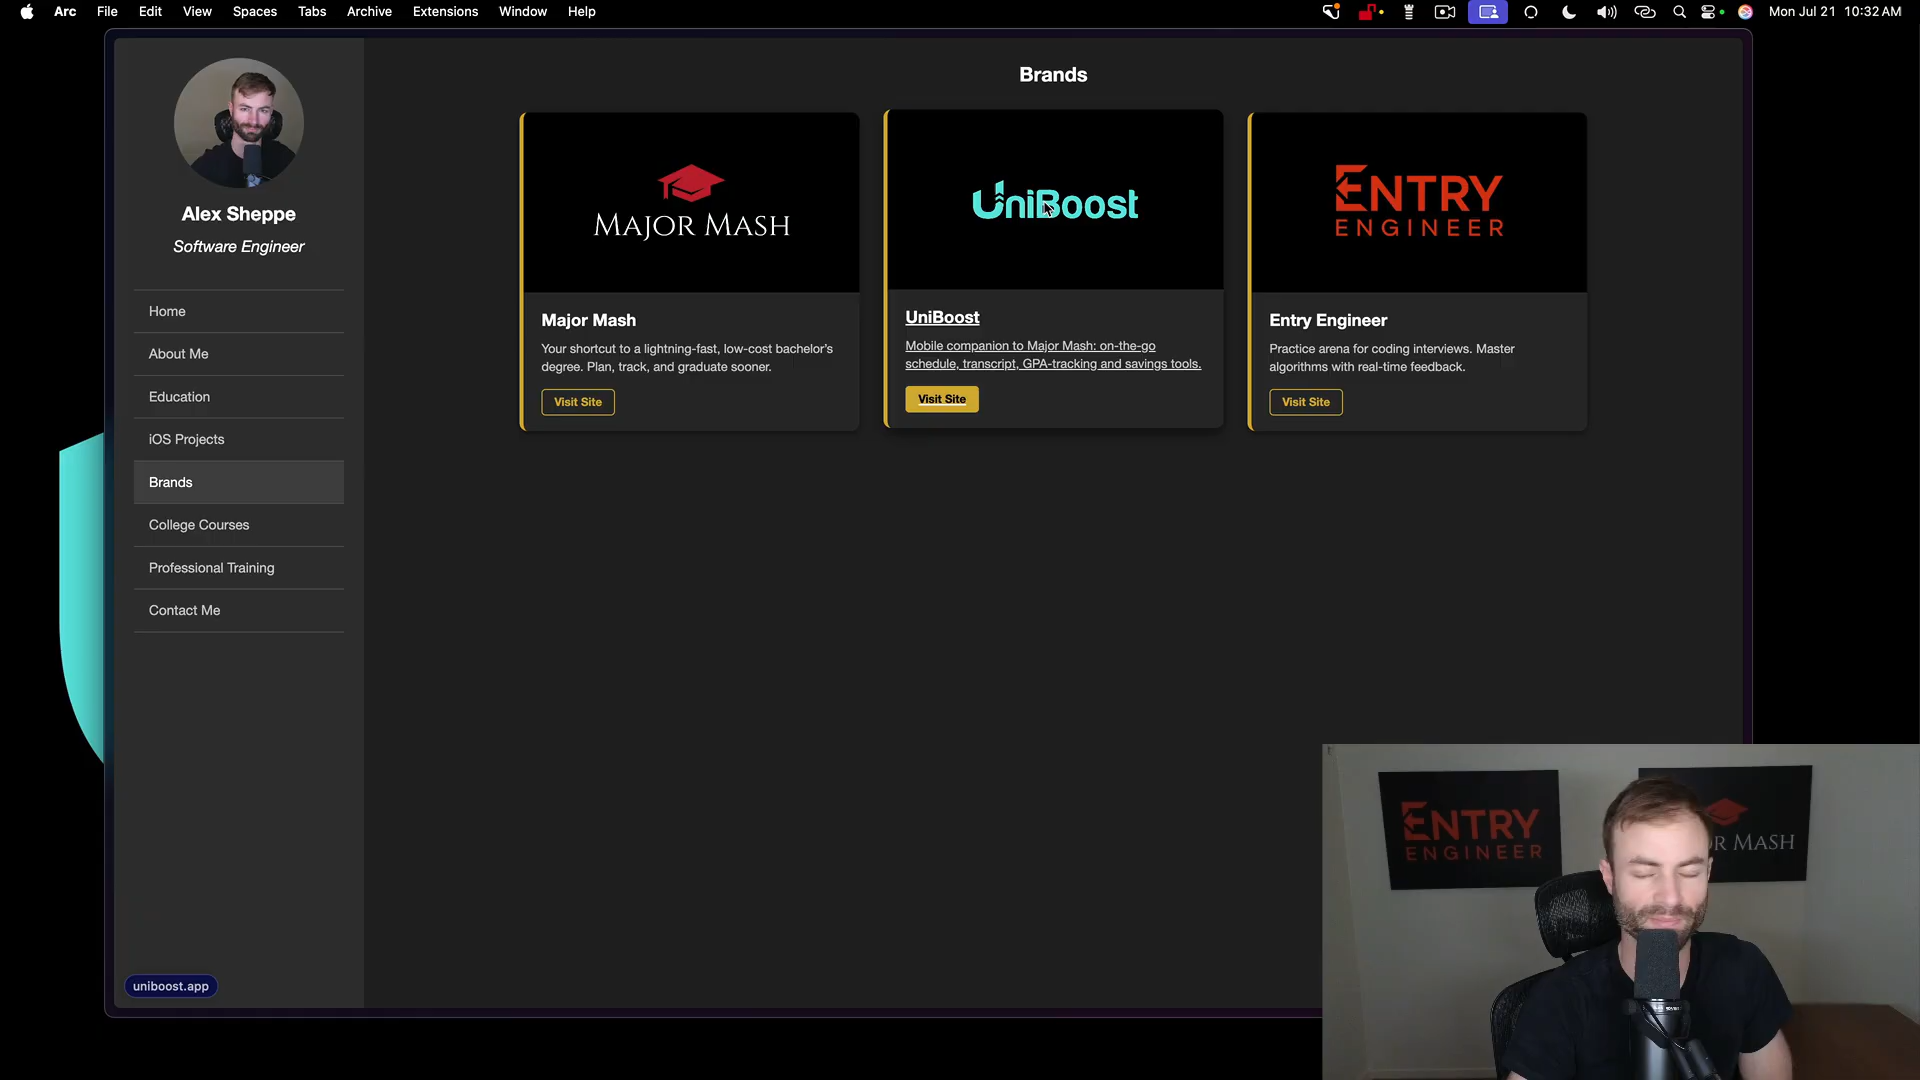 Arc File Edit View Spaces Tabs Archive Extensions Window Help Mon Jul 21 10:32 AM
Alex Sheppe
Software Engineer
Home
About Me
Education
iOS Projects
Brands
College Courses
Professional Training
Contact Me
uniboost.app
Brands
MAJOR MASH
Major Mash
Your shortcut to a lightning-fast, low-cost bachelor's
degree. Plan, track, and graduate sooner.
Visit Site
UniBoost
UniBoost
Mobile companion to Major Mash: on-the-go
schedule, transcript, GPA-tracking and savings tools.
Visit Site
ENTRY
ENGINEER
Entry Engineer
Practice arena for coding interviews. Master
algorithms with real-time feedback.
Visit Site
ENTRY
ENGINEER
R MASH